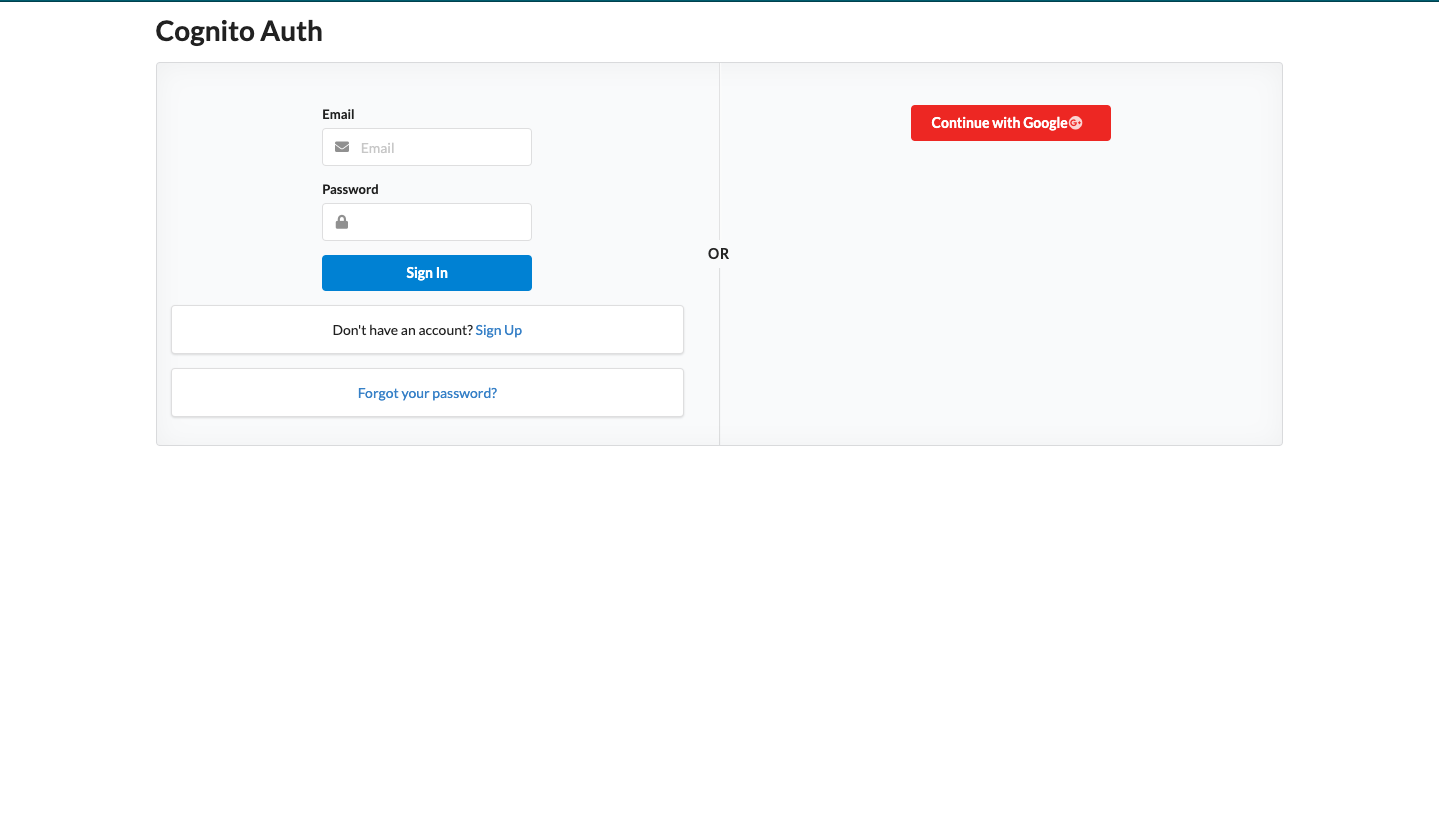 Cognito Auth
Email
Email
Password
Sign In
Don't have an account? Sign Up
Forgot your password?
OR
Continue with Google